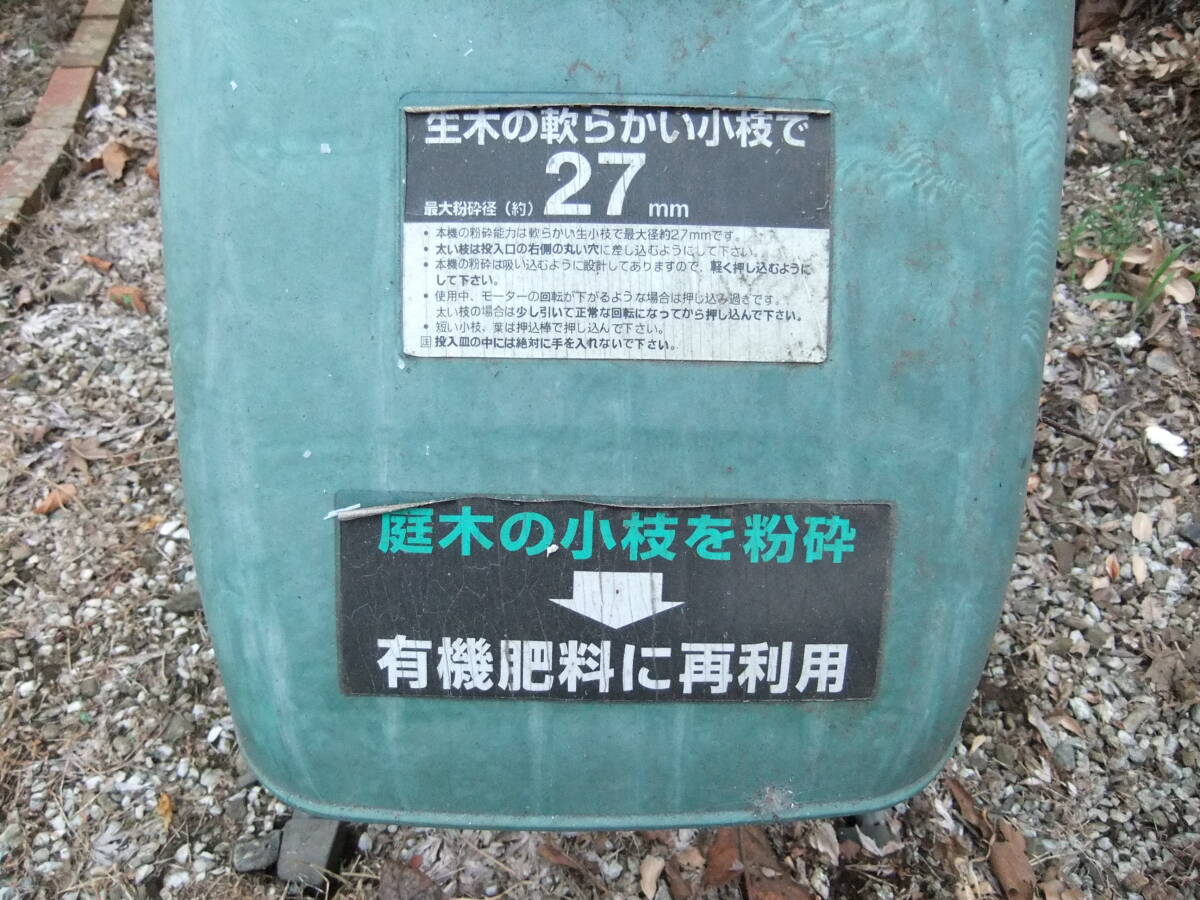 生木の軟らかい小枝で
最大粉砕径（約）27mm
• 本機の粉砕能力は軟らかい生小枝で最大径約27mmです。
• 太い枝は投入口の右側の丸い穴に差し込むようにして下さい。
• 本機の粉砕は吸い込むように設計してありますので、軽く押し込むように
して下さい。
• 使用中、モーターの回転が下がるような場合は押し込み過ぎです。
太い枝の場合は少し引いて正常な回転になってから押し込んで下さい。
• 短い小枝、葉は押込棒で押し込んで下さい。
注 投入皿の中には絶対に手を入れないで下さい。
庭木の小枝を粉砕
有機肥料に再利用